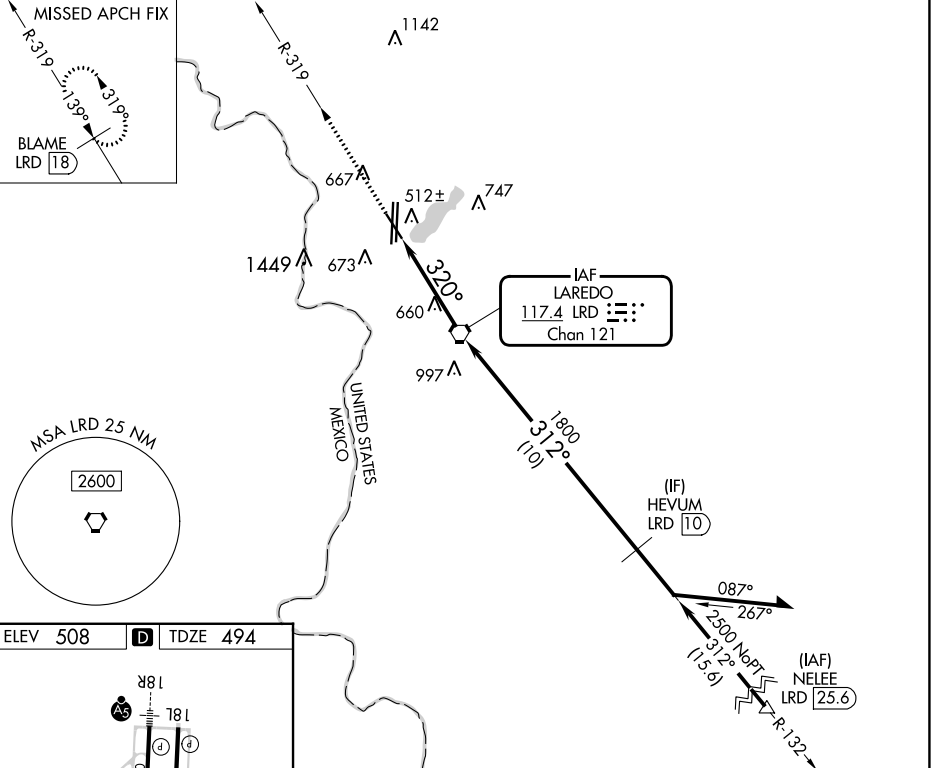 MISSED APCH FIX
R-319
139°
319°
BLAME
LRD 18
R-319
1142
667
512±
747
1449
673
320°
660
IAF
LAREDO
117.4 LRD
Chan 121
997
UNITED STATES
MEXICO
1800
312°
(10)
MSA LRD 25 NM
2600
(IF)
HEVUM
LRD 10
087°
267°
2500 NoPT
312°
(15.6)
(IAF)
NELEE
LRD 25.6
R-132
ELEV 508
D
TDZE 494
18R
18L
A5
P
P